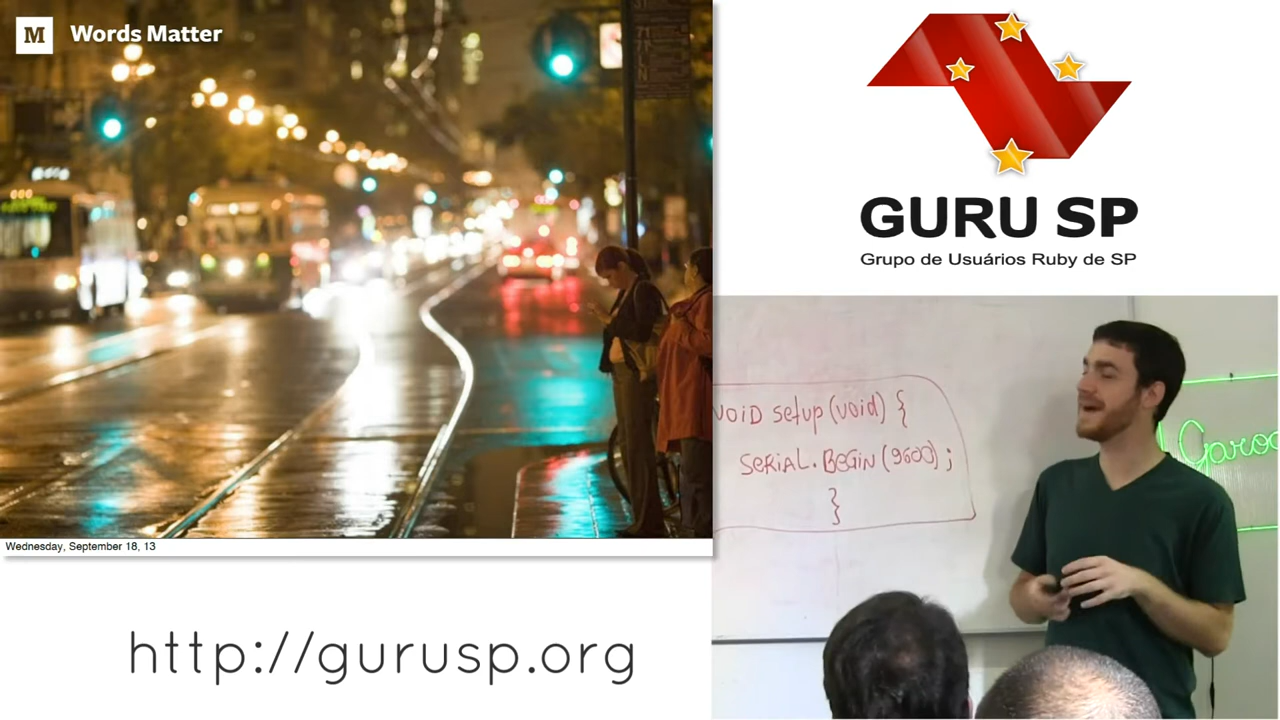 M Words Matter
Wednesday, September 18, 13
http://gurusp.org
GURU SP
Grupo de Usuários Ruby de SP
VOID setup(void) {
SERIAL.BEGIN(9600);
}